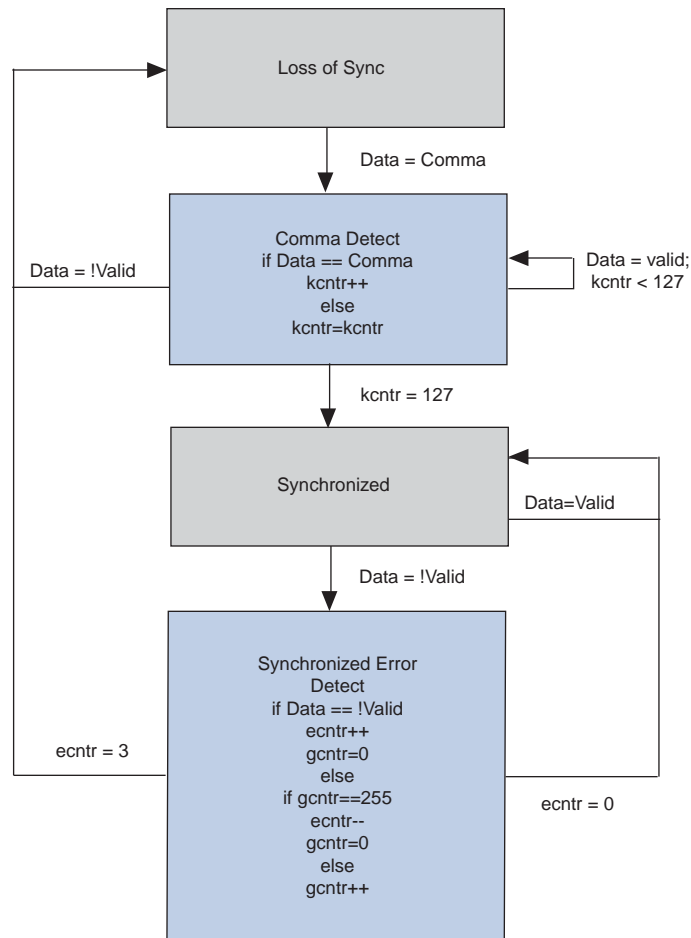 Loss of Sync
Data = Comma
Comma Detect
if Data == Comma
kcntr++
else
kcntr=kcntr
Data = !Valid
Data = valid;
kcntr < 127
kcntr = 127
Synchronized
Data=Valid
Data = !Valid
Synchronized Error
Detect
if Data == !Valid
ecntr++
gcntr=0
else
if gcntr==255
ecntr--
gcntr=0
else
gcntr++
ecntr = 3
ecntr = 0